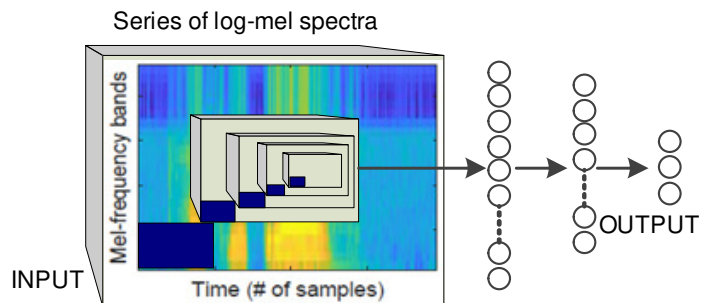 Series of log-mel spectra
Mel-frequency bands
Time (# of samples)
INPUT
OUTPUT